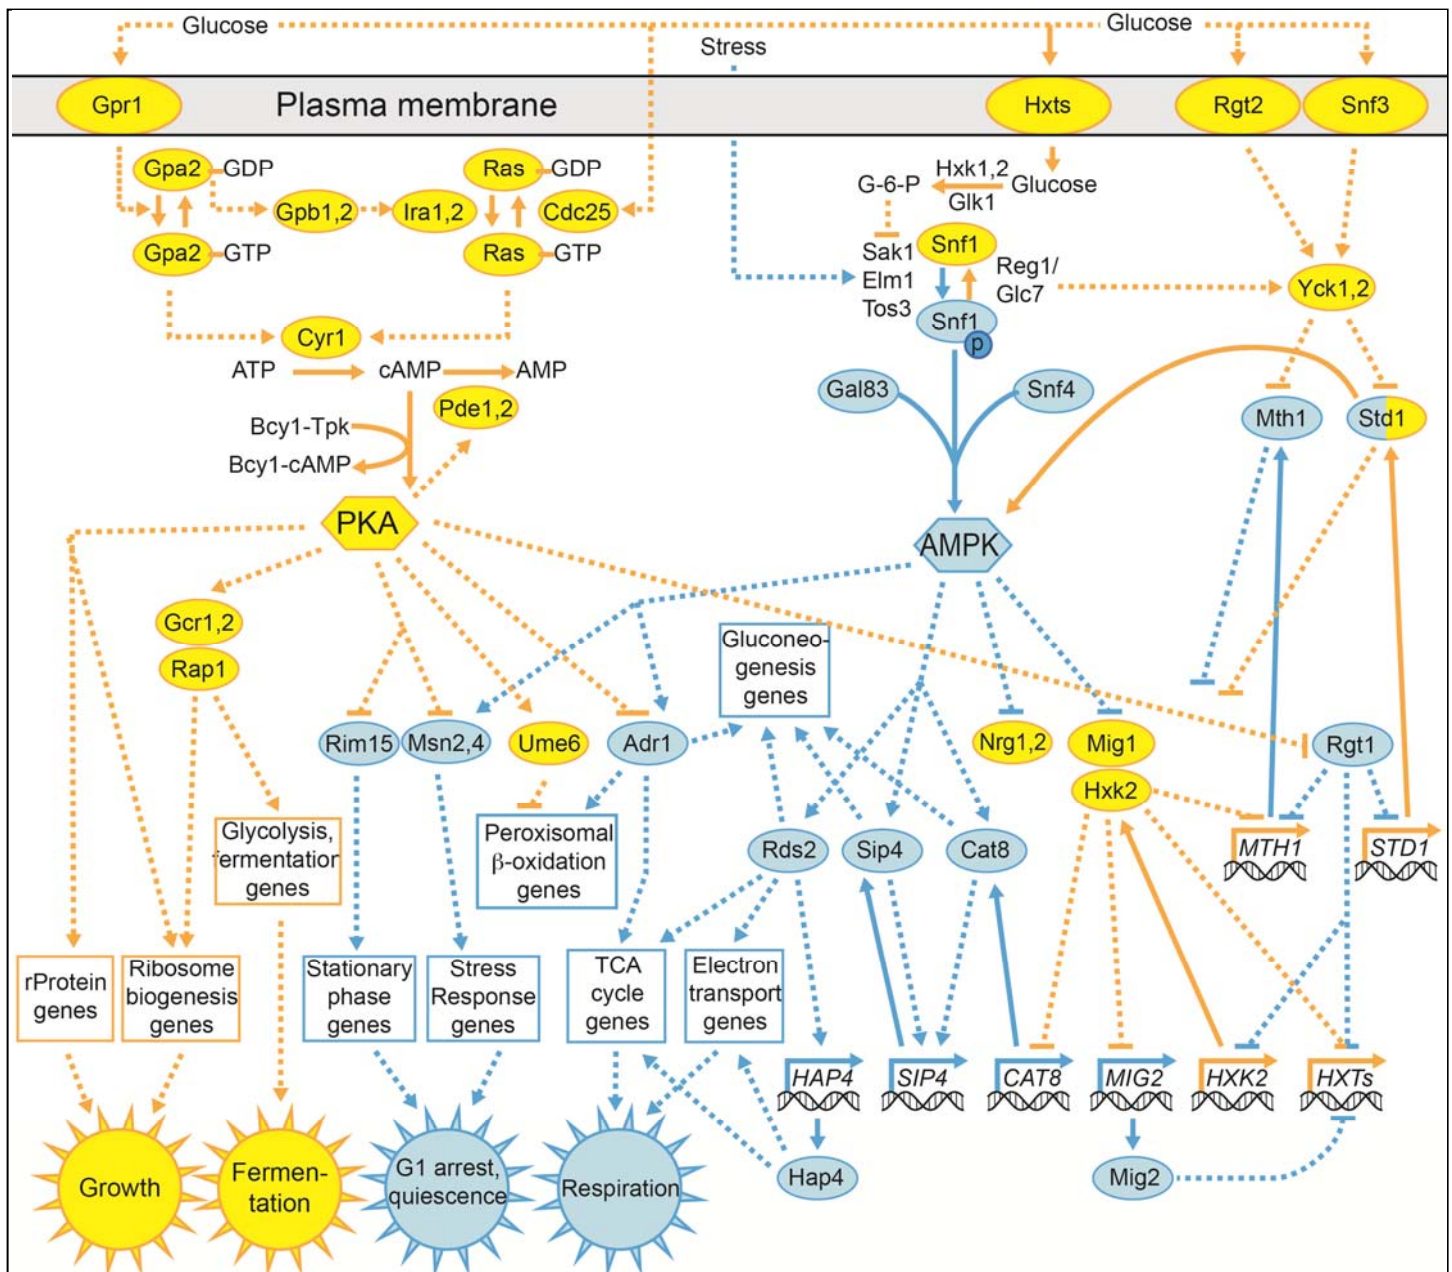 Glucose
Glucose
Stress
Gpr1
Plasma membrane
Hxts
Rgt2
Snf3
Gpa2
GDP
Ras
GDP
Hxk1,2
G-6-P
Glucose
Glk1
Gpb1,2
Ira1,2
Cdc25
Gpa2
GTP
Ras
GTP
Sak1
Elm1
Tos3
Snf1
Reg1/
Glc7
Snf1
p
Yck1,2
Cyr1
ATP
cAMP
AMP
Pde1,2
Gal83
Snf4
Mth1
Std1
Bcy1-Tpk
Bcy1-cAMP
PKA
AMPK
Gcr1,2
Rap1
Gluconeo-
genesis
genes
Rim15
Msn2,4
Ume6
Adr1
Nrg1,2
Mig1
Hxk2
Rgt1
Glycolysis,
fermentation
genes
Peroxisomal
β-oxidation
genes
Rds2
Sip4
Cat8
MTH1
STD1
rProtein
genes
Ribosome
biogenesis
genes
Stationary
phase
genes
Stress
Response
genes
TCA
cycle
genes
Electron
transport
genes
HAP4
SIP4
CAT8
MIG2
HXK2
HXTs
Growth
Fermen-
tation
G1 arrest,
quiescence
Respiration
Hap4
Mig2